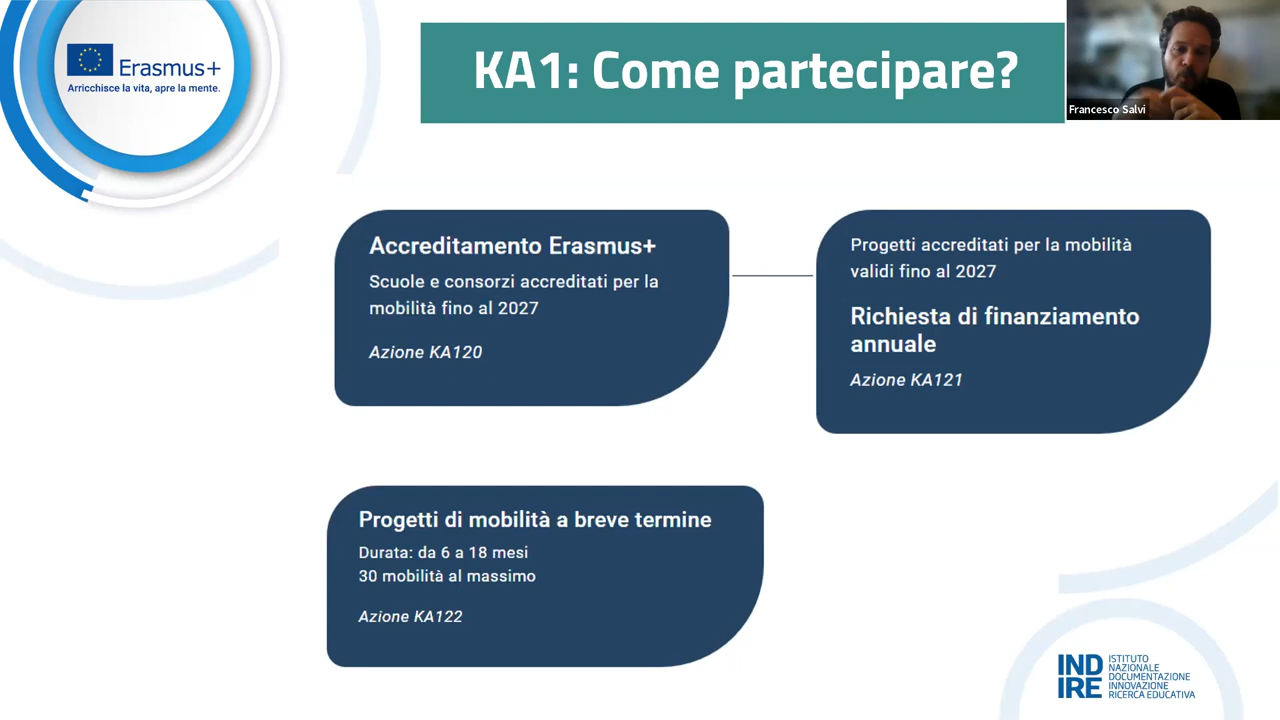 Erasmus+
Arricchisce la vita, apre la mente.
KA1: Come partecipare?
Francesco Salvi
Accreditamento Erasmus+
Scuole e consorzi accreditati per la
mobilità fino al 2027
Azione KA120
Progetti accreditati per la mobilità
validi fino al 2027
Richiesta di finanziamento
annuale
Azione KA121
Progetti di mobilità a breve termine
Durata: da 6 a 18 mesi
30 mobilità al massimo
Azione KA122
IND
IRE
ISTITUTO
NAZIONALE
DOCUMENTAZIONE
INNOVAZIONE
RICERCA EDUCATIVA